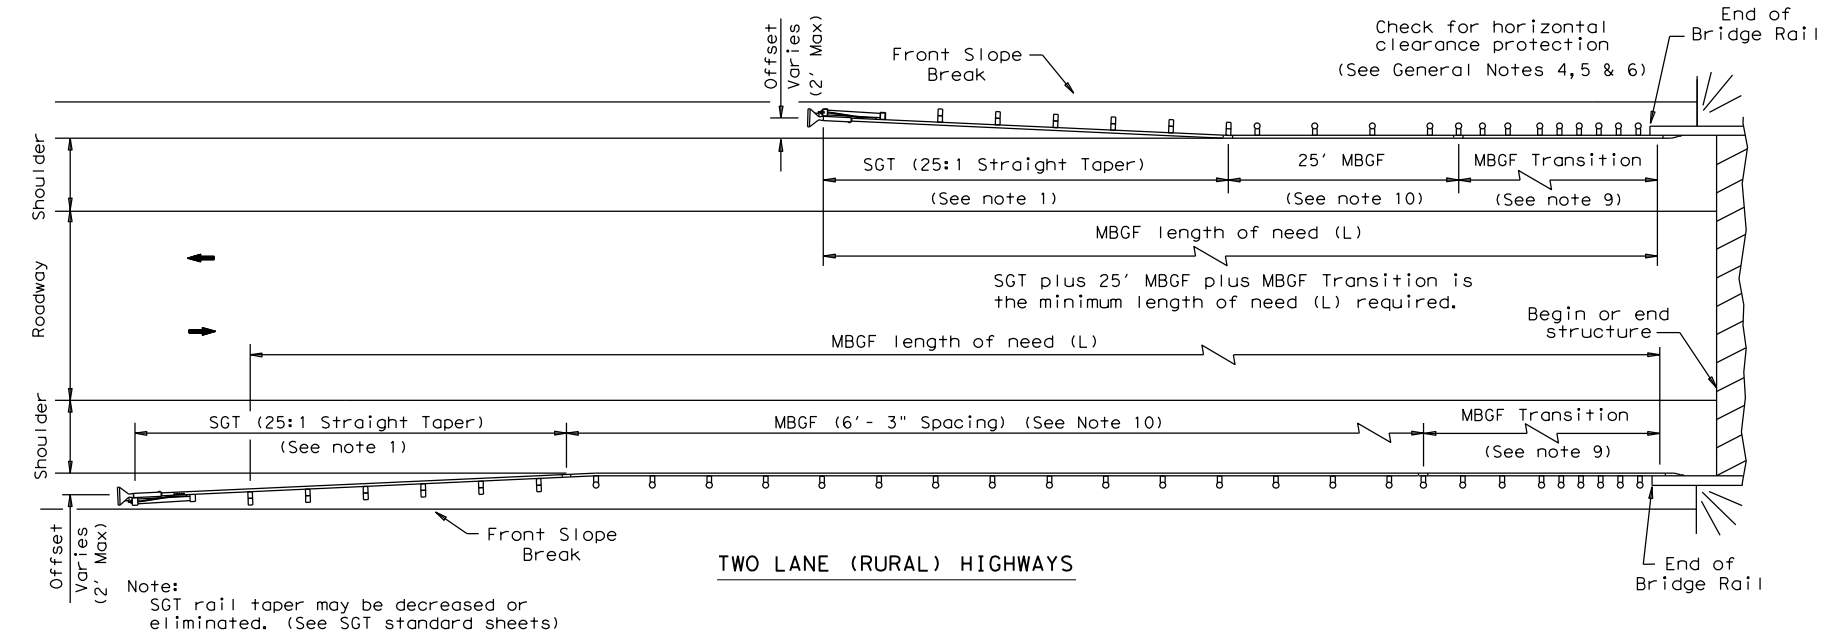 Offset
Varies
(2' Max)
Front Slope
Break
Check for horizontal
clearance protection
(See General Notes 4,5 & 6)
End of
Bridge Rail
Shoulder
SGT (25:1 Straight Taper)
(See note 1)
25' MBGF
(See note 10)
MBGF Transition
(See note 9)
MBGF length of need (L)
SGT plus 25' MBGF plus MBGF Transition is
the minimum length of need (L) required.
Roadway
Begin or end
structure
MBGF length of need (L)
Shoulder
SGT (25:1 Straight Taper)
(See note 1)
MBGF (6'- 3" Spacing) (See Note 10)
MBGF Transition
(See note 9)
Offset
Varies
(2' Max)
Front Slope
Break
TWO LANE (RURAL) HIGHWAYS
End of
Bridge Rail
Note:
SGT rail taper may be decreased or
eliminated. (See SGT standard sheets)